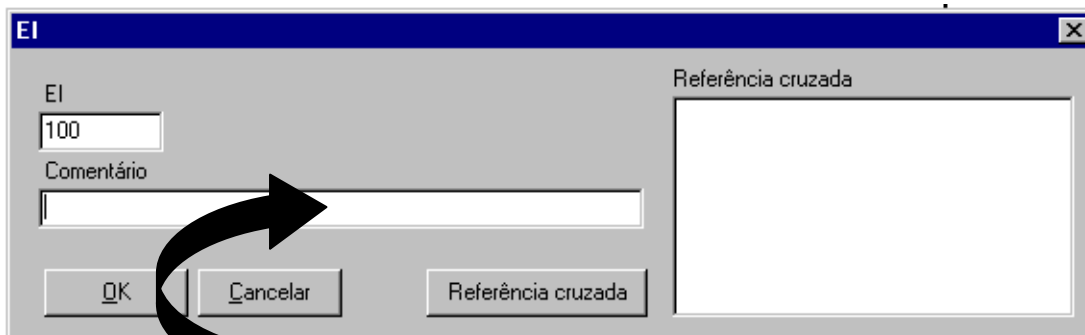 EI
EI
100
Comentário
OK
Cancelar
Referência cruzada
Referência cruzada